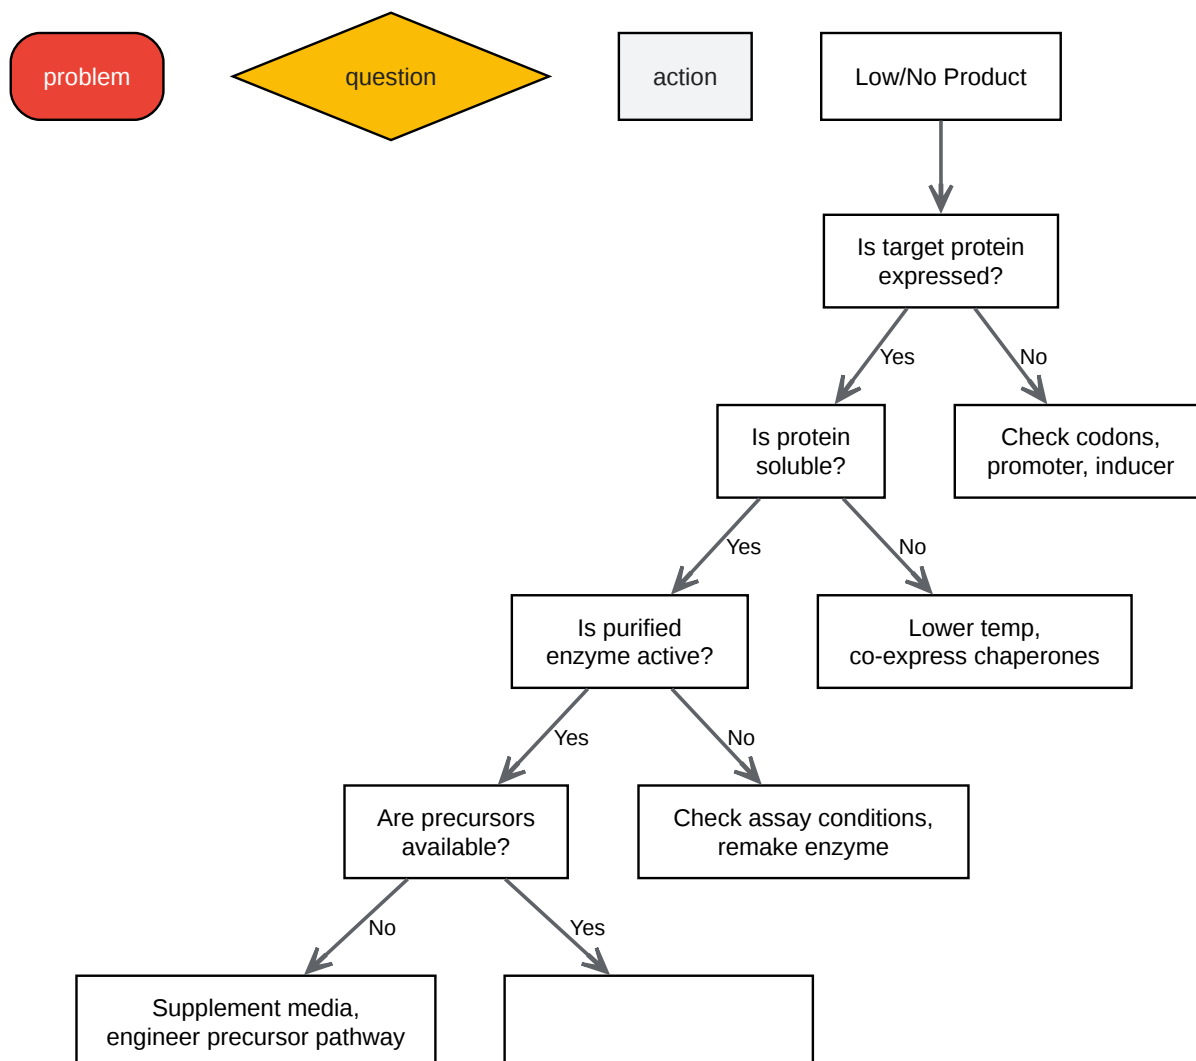 problem
question
action
Low/No Product
Is target protein
expressed?
Yes
No
Is protein
soluble?
Check codons,
promoter, inducer
Yes
No
Is purified
enzyme active?
Lower temp,
co-express chaperones
Yes
No
Are precursors
available?
Check assay conditions,
remake enzyme
No
Yes
Supplement media,
engineer precursor pathway